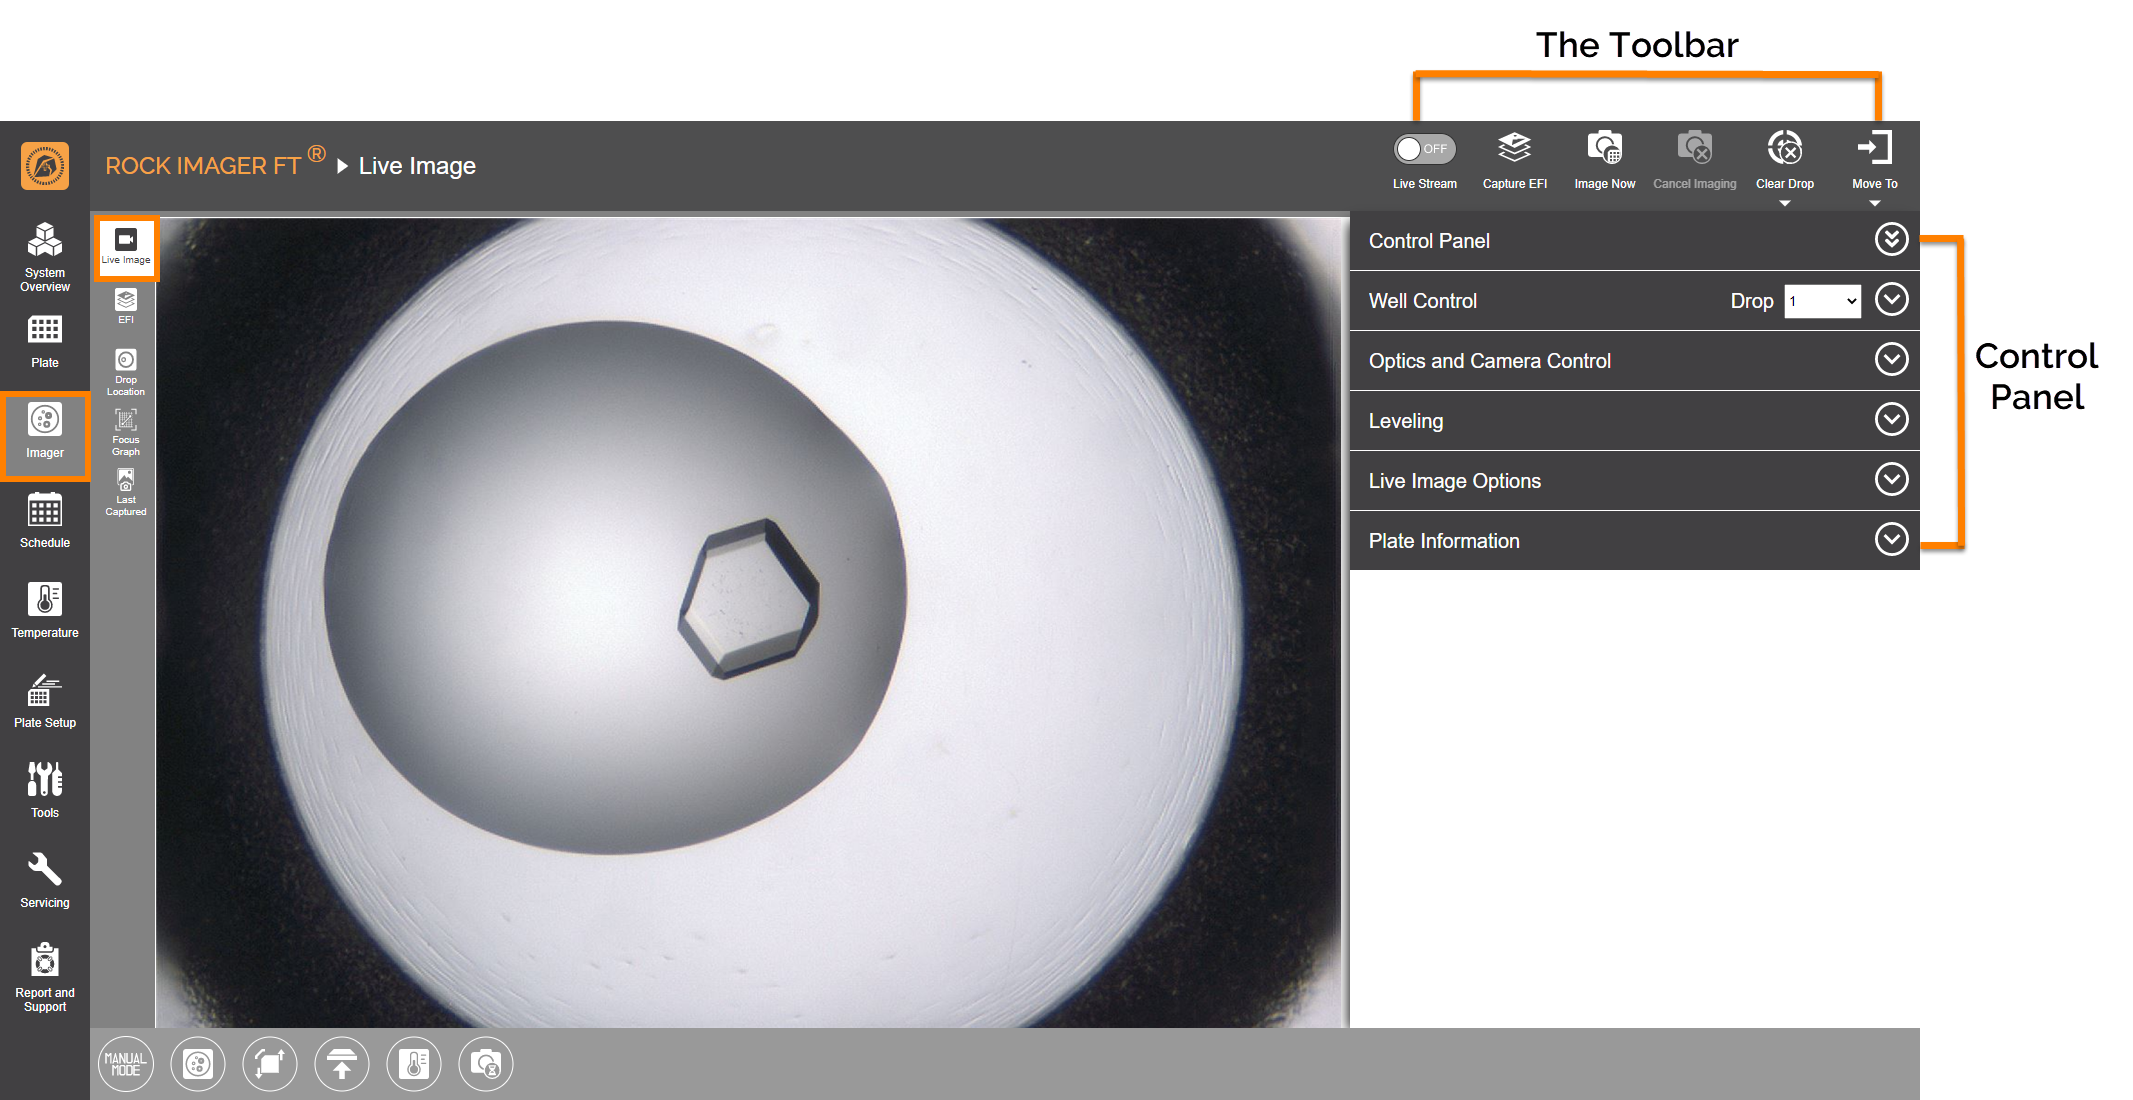 The Toolbar
ROCK IMAGER FT ® Live Image
OFF
Live Stream
Capture EFI
Image Now
Cancel Imaging
Clear Drop
Move To
System
Overview
Plate
Imager
Schedule
Temperature
Plate Setup
Tools
Servicing
Report and
Support
Live Image
EFI
Drop
Location
Focus
Graph
Last
Captured
Control Panel
Well Control
Drop 1
Optics and Camera Control
Leveling
Live Image Options
Plate Information
Control
Panel
MANUAL
MODE